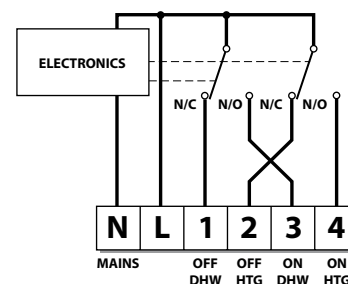 ELECTRONICS
N/C N/O N/C N/O
N L 1 2 3 4
MAINS OFF DHW OFF HTG ON DHW ON HTG